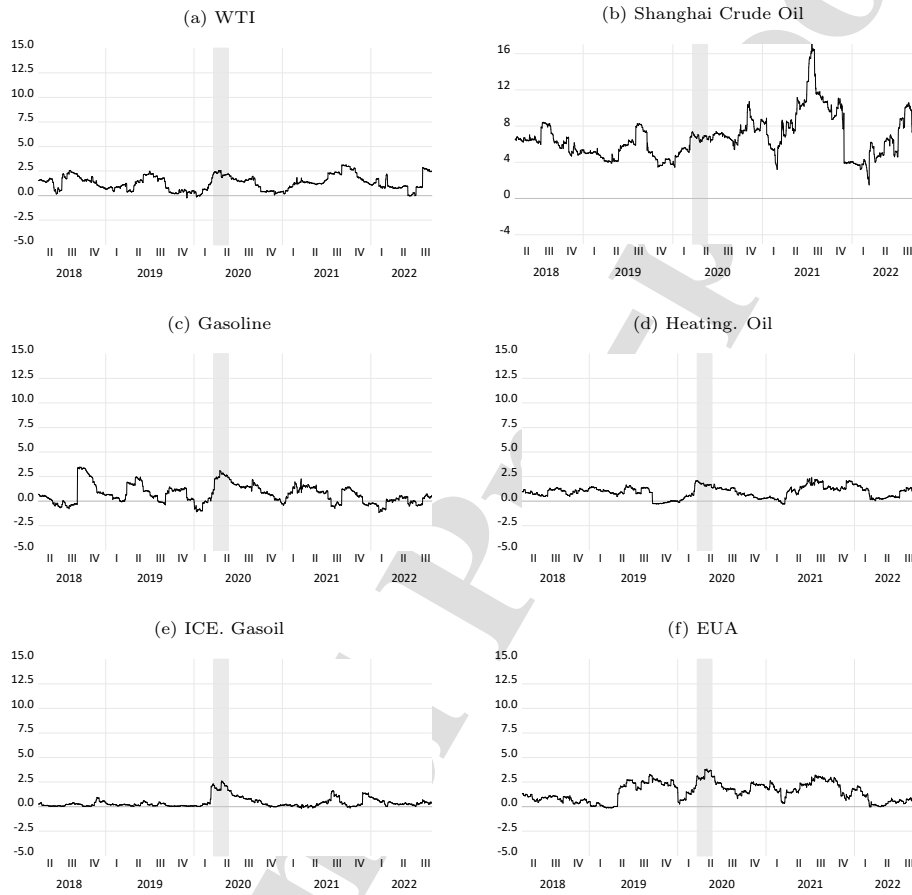 (a) WTI
15.0
12.5
10.0
7.5
5.0
2.5
0.0
-2.5
-5.0
II III IV I II III IV I II III IV I II III IV I II III
2018 2019 2020 2021 2022
(b) Shanghai Crude Oil
16
12
8
4
0
-4
II III IV I II III IV I II III IV I II III IV I II III
2018 2019 2020 2021 2022
(c) Gasoline
15.0
12.5
10.0
7.5
5.0
2.5
0.0
-2.5
-5.0
II III IV I II III IV I II III IV I II III IV I II III
2018 2019 2020 2021 2022
(d) Heating. Oil
15.0
12.5
10.0
7.5
5.0
2.5
0.0
-2.5
-5.0
II III IV I II III IV I II III IV I II III IV I II III
2018 2019 2020 2021 2022
(e) ICE. Gasoil
15.0
12.5
10.0
7.5
5.0
2.5
0.0
-2.5
-5.0
II III IV I II III IV I II III IV I II III IV I II III
2018 2019 2020 2021 2022
(f) EUA
15.0
12.5
10.0
7.5
5.0
2.5
0.0
-2.5
-5.0
II III IV I II III IV I II III IV I II III IV I II III
2018 2019 2020 2021 2022